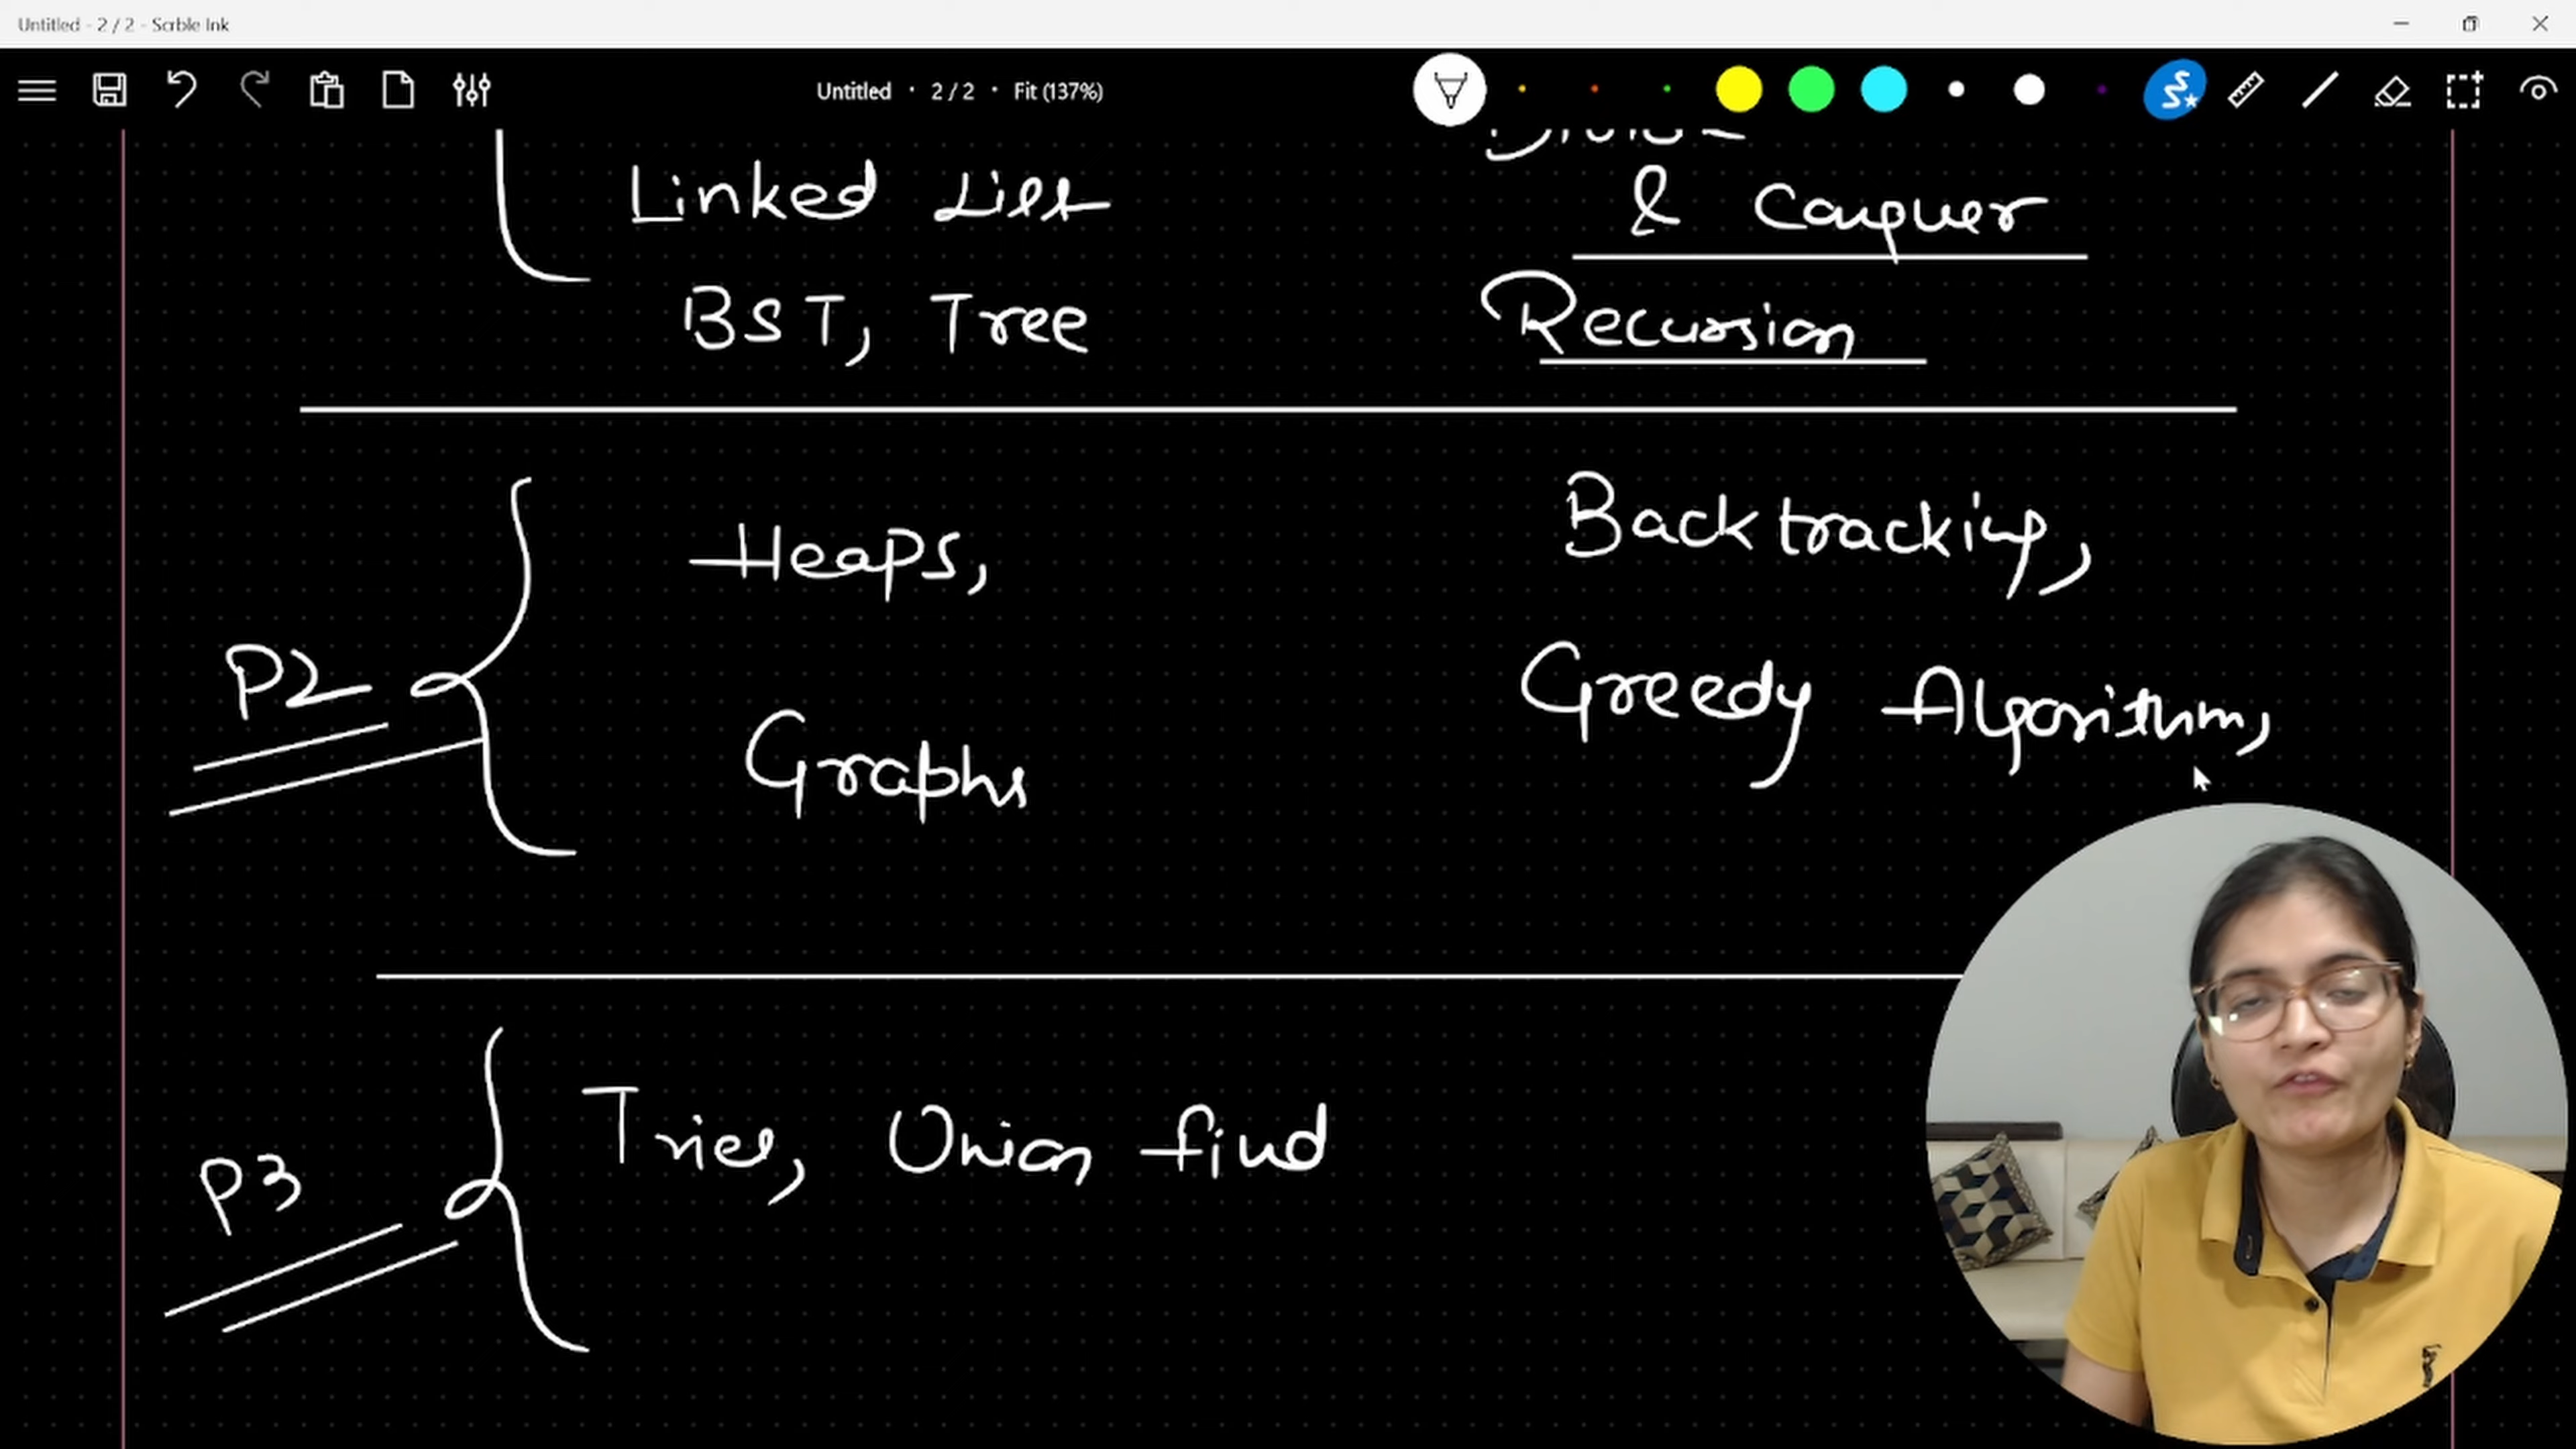 Untitled - 2 / 2 - Scrble Ink
Untitled • 2 / 2 • Fit (137%)
Linked List
& Conquer
BST, Tree
Recursion
P2
Heaps,
Graphs
Backtracking,
Greedy Algorithm,
P3
Tries, Union find